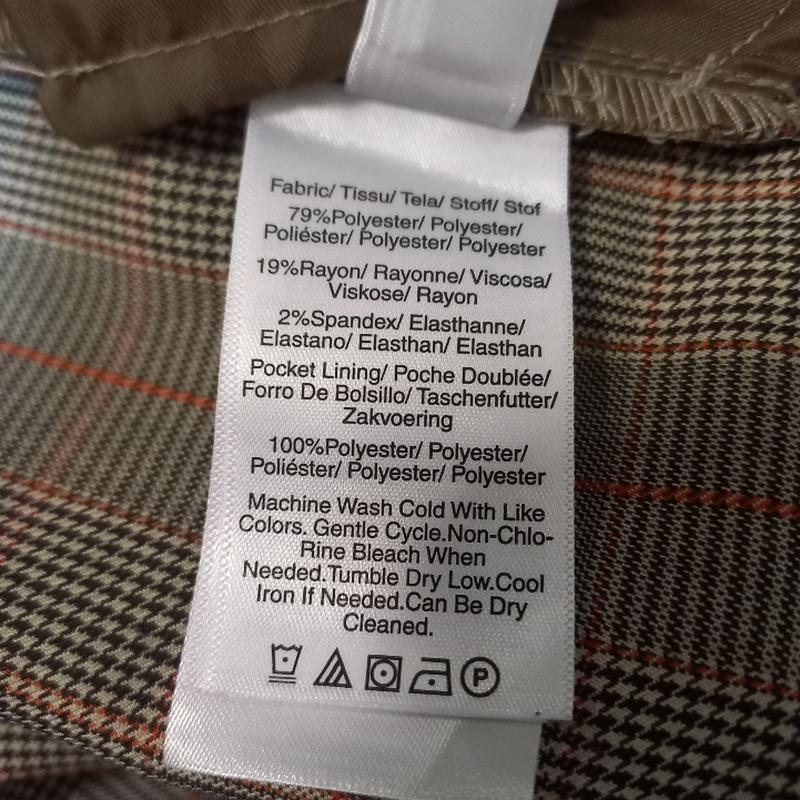 Fabric/ Tissu/ Tela/ Stoff/ Stof
79%Polyester/ Polyester/
Poliéster/ Polyester/ Polyester
19%Rayon/ Rayonne/ Viscosa/
Viskose/ Rayon
2%Spandex/ Elasthanne/
Elastano/ Elasthan/ Elasthan
Pocket Lining/ Poche Doublée/
Forro De Bolsillo/ Taschenfutter/
Zakvoering
100%Polyester/ Polyester/
Poliéster/ Polyester/ Polyester
Machine Wash Cold With Like
Colors. Gentle Cycle.Non-Chlo-
Rine Bleach When
Needed.Tumble Dry Low.Cool
Iron If Needed.Can Be Dry
Cleaned.
P